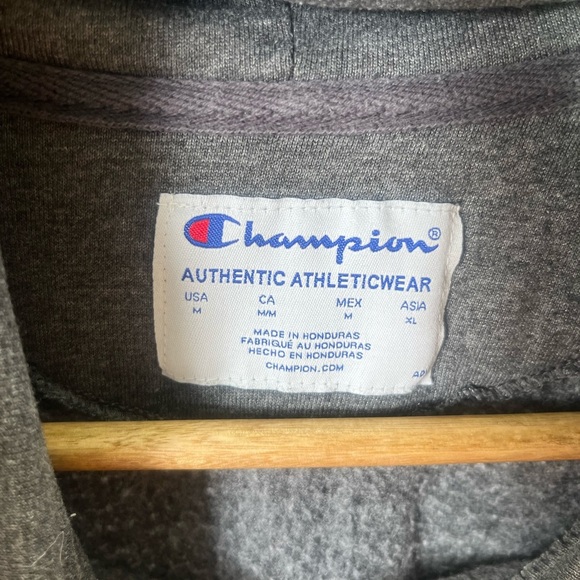 Champion®
AUTHENTIC ATHLETICWEAR
USA CA MEX ASIA
M M/M M XL
MADE IN HONDURAS
FABRIQUÉ AU HONDURAS
HECHO EN HONDURAS
CHAMPION.COM